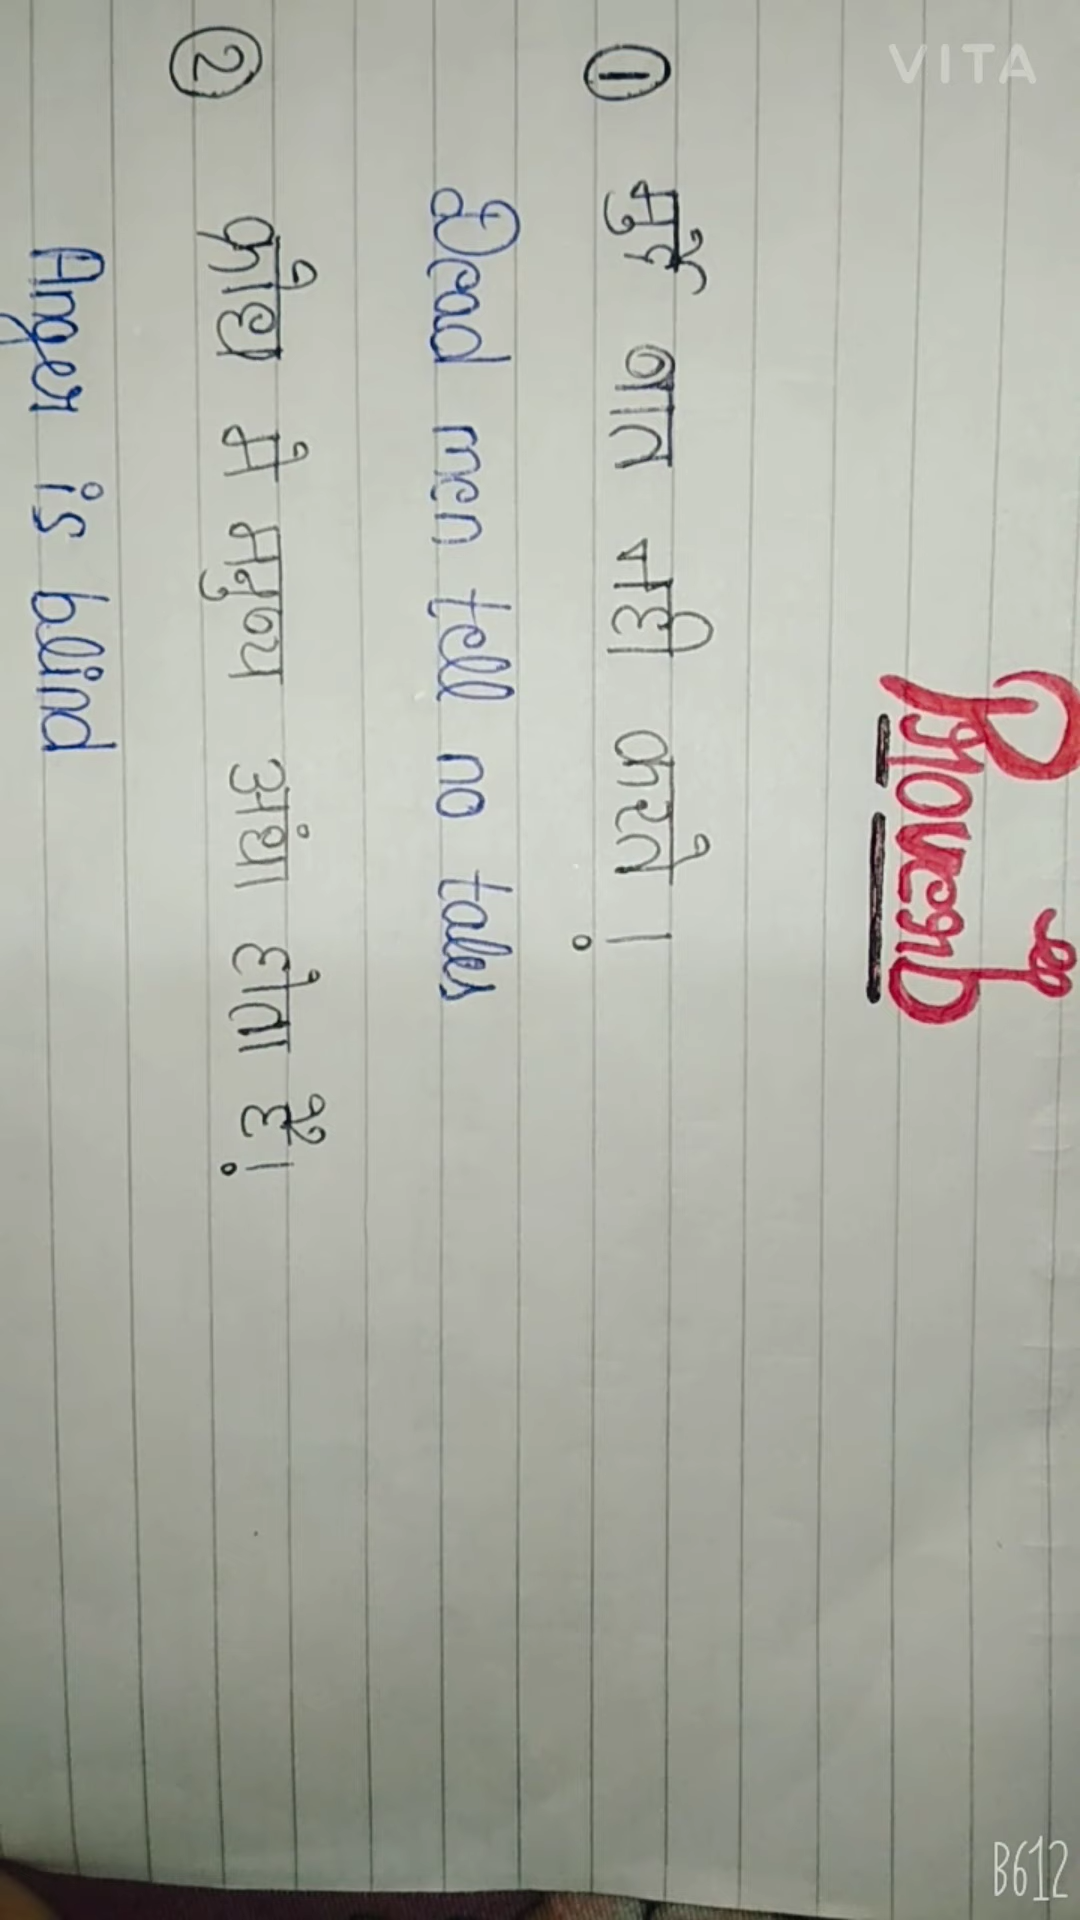 Proverb
① मुर्दे बात नही करते।
Dead men tell no tales
② क्रोध मे मनुष्य अंधा होता हैं।
Anger is blind
VITA
B612